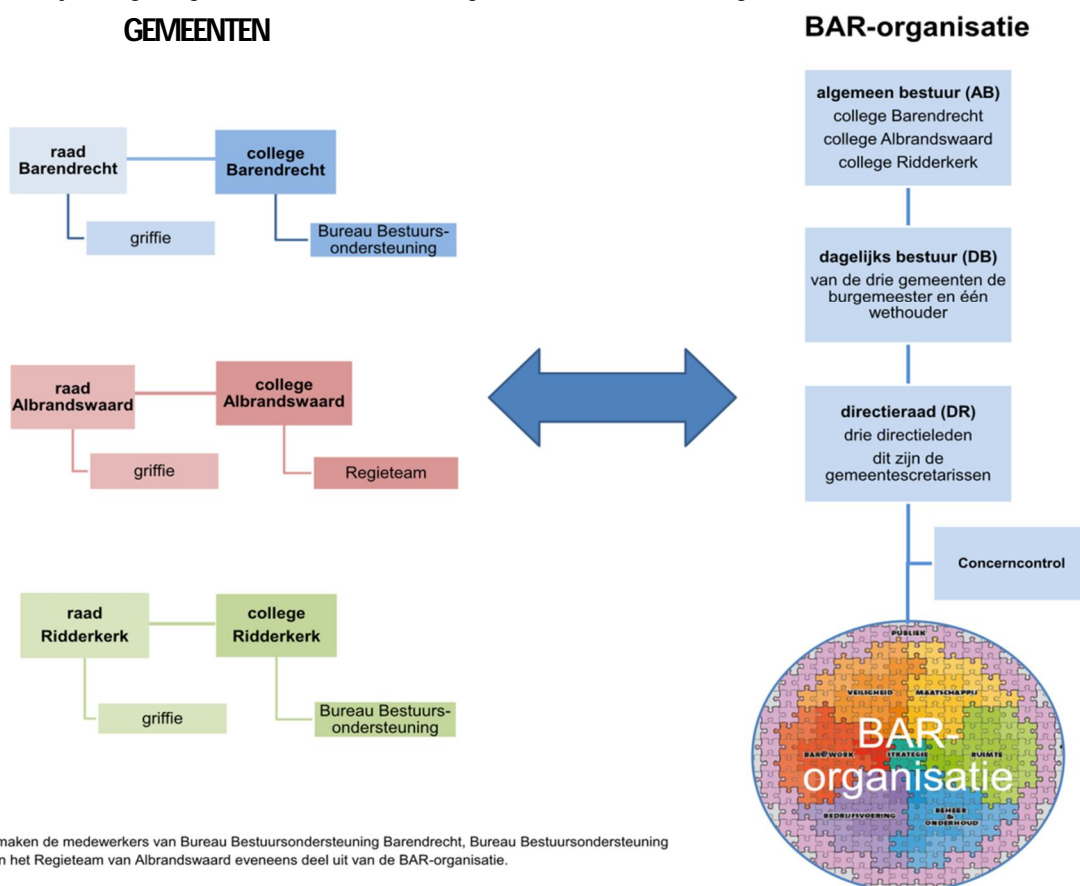 GEMEENTEN
BAR-organisatie
raad
Barendrecht
college
Barendrecht
griffie
Bureau Bestuurs-
ondersteuning
raad
Albrandswaard
college
Albrandswaard
griffie
Regieteam
raad
Ridderkerk
college
Ridderkerk
griffie
Bureau Bestuurs-
ondersteuning
algemeen bestuur (AB)
college Barendrecht
college Albrandswaard
college Ridderkerk
dagelijks bestuur (DB)
van de drie gemeenten de
burgemeester en één
wethouder
directieraad (DR)
drie directieleden
dit zijn de
gemeentescretarissen
Concerncontrol
PUBLIEK
VEILIGHEID
MAATSCHAPPIJ
BAR@WORK
STRATEGIE
RUIMTE
BAR-
organisatie
BEDRIJFSVOERING
BEHEER
&
ONDERHOUD
maken de medewerkers van Bureau Bestuursondersteuning Barendrecht, Bureau Bestuursondersteuning
n het Regieteam van Albrandswaard eveneens deel uit van de BAR-organisatie.